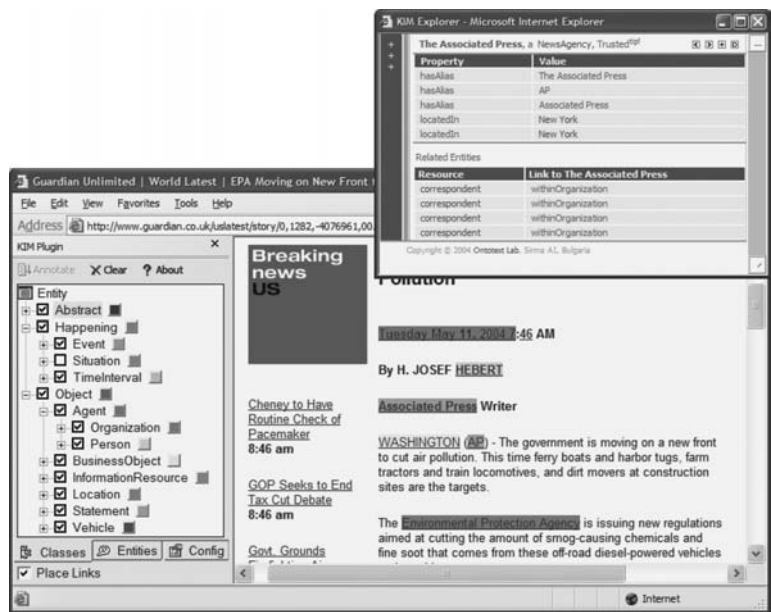 KIM Explorer - Microsoft Internet Explorer
The Associated Press, a NewsAgency, Trusted
Property Value
hasAlias The Associated Press
hasAlias AP
hasAlias Associated Press
locatedIn New York
locatedIn New York
Related Entities
Resource Link to The Associated Press
correspondent withinOrganization
correspondent withinOrganization
correspondent withinOrganization
correspondent withinOrganization
Copyright © 2004 Ontotext Lab, Sirma AI, Bulgaria
Guardian Unlimited | World Latest | EPA Moving on New Front
File Edit View Favorites Tools Help
Address http://www.guardian.co.uk/uslatest/story/0,1282,-4076961,00.
KIM Plugin
Annotate Clear ? About
Entity
Abstract
Happening
Event
Situation
TimeInterval
Object
Agent
Organization
Person
BusinessObject
InformationResource
Location
Statement
Vehicle
Classes Entities Config
Place Links
Breaking
news
US
Cheney to Have
Routine Check of
Pacemaker
8:46 am
GOP Seeks to End
Tax Cut Debate
8:46 am
Govt. Grounds
Pollution
Tuesday May 11, 2004 7:46 AM
By H. JOSEF HEBERT
Associated Press Writer
WASHINGTON (AP) - The government is moving on a new front
to cut air pollution. This time ferry boats and harbor tugs, farm
tractors and train locomotives, and dirt movers at construction
sites are the targets.
The Environmental Protection Agency is issuing new regulations
aimed at cutting the amount of smog-causing chemicals and
fine soot that comes from these off-road diesel-powered vehicles
Internet